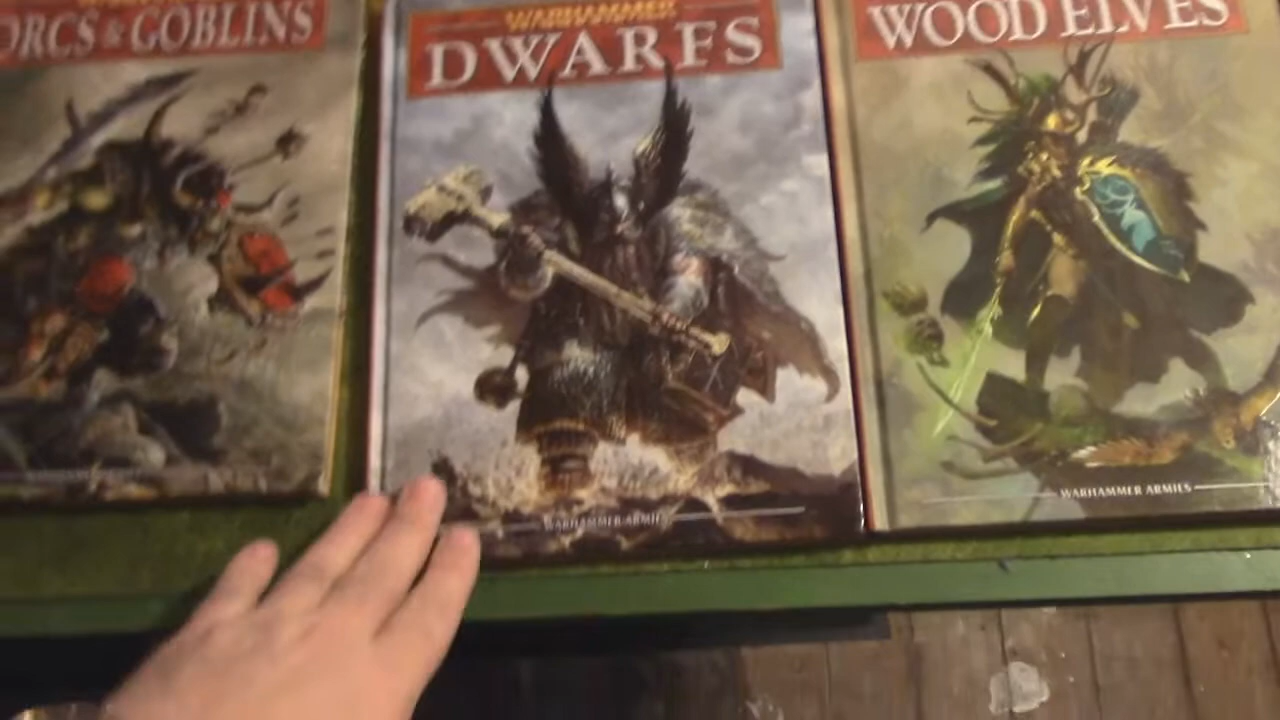 ORCS & GOBLINS
WARHAMMER
DWARFS
WARHAMMER ARMIES
WOOD ELVES
WARHAMMER ARMIES